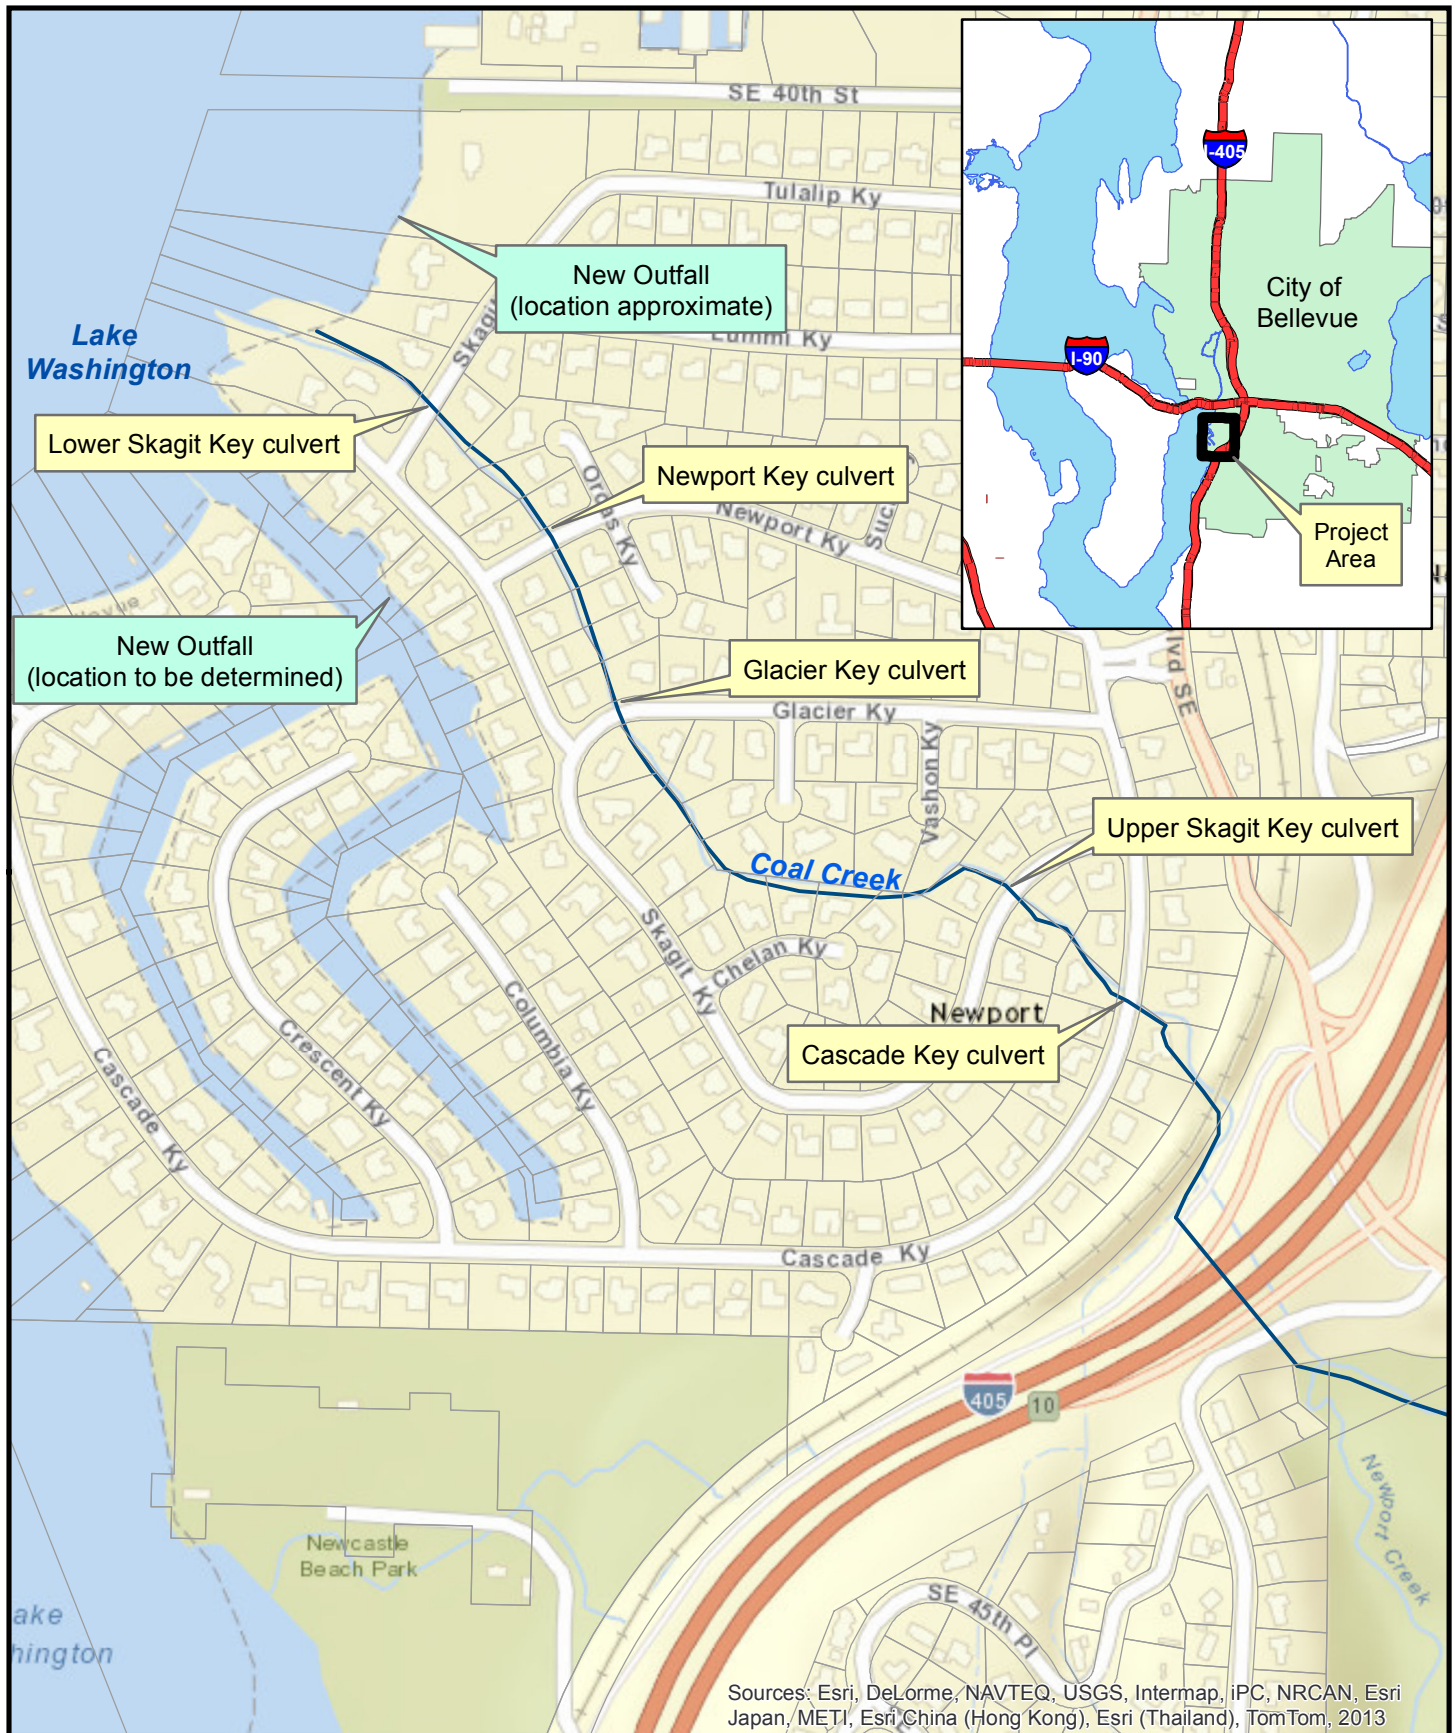 SE 40th St
Tulalip Ky
New Outfall
(location approximate)
Lummi Ky
Lake
Washington
Lower Skagit Key culvert
Newport Key culvert
Orcas Ky
Newport Ky
New Outfall
(location to be determined)
Glacier Key culvert
Glacier Ky
Vashon Ky
Upper Skagit Key culvert
Coal Creek
Skagit Ky
Chelan Ky
Newport
Cascade Key culvert
Columbia Ky
Crescent Ky
Cascade Ky
Cascade Ky
405
10
Newcastle
Beach Park
Newport Creek
SE 45th Pl
ake
hington
I-405
City of
Bellevue
I-90
Project
Area
lvd SE
Sources: Esri, DeLorme, NAVTEQ, USGS, Intermap, iPC, NRCAN, Esri
Japan, METI, Esri China (Hong Kong), Esri (Thailand), TomTom, 2013